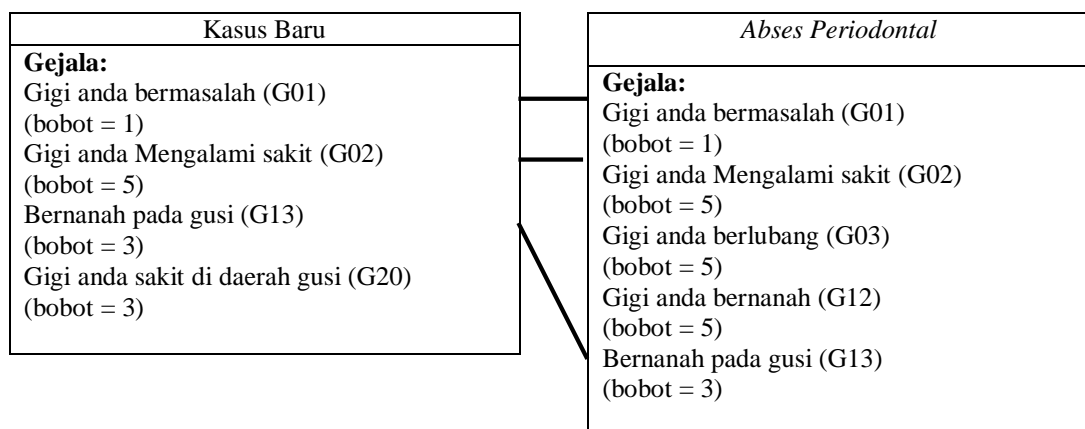 Kasus Baru
Gejala:
Gigi anda bermasalah (G01)
(bobot = 1)
Gigi anda Mengalami sakit (G02)
(bobot = 5)
Bernanah pada gusi (G13)
(bobot = 3)
Gigi anda sakit di daerah gusi (G20)
(bobot = 3)
Abses Periodontal
Gejala:
Gigi anda bermasalah (G01)
(bobot = 1)
Gigi anda Mengalami sakit (G02)
(bobot = 5)
Gigi anda berlubang (G03)
(bobot = 5)
Gigi anda bernanah (G12)
(bobot = 5)
Bernanah pada gusi (G13)
(bobot = 3)